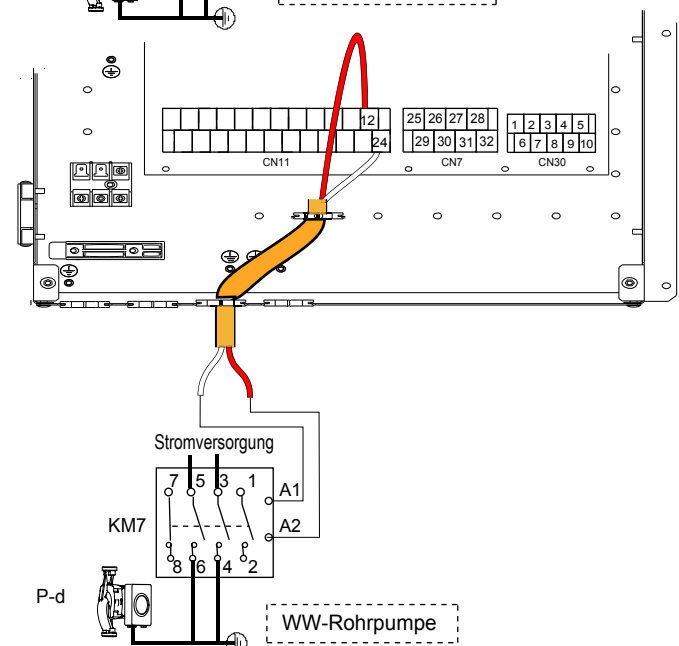 12 25 26 27 28 1 2 3 4 5
24 29 30 31 32 6 7 8 9 10
CN11 CN7 CN30
Stromversorgung
7 5 3 1
A1
KM7 A2
8 6 4 2
P-d
WW-Rohrpumpe